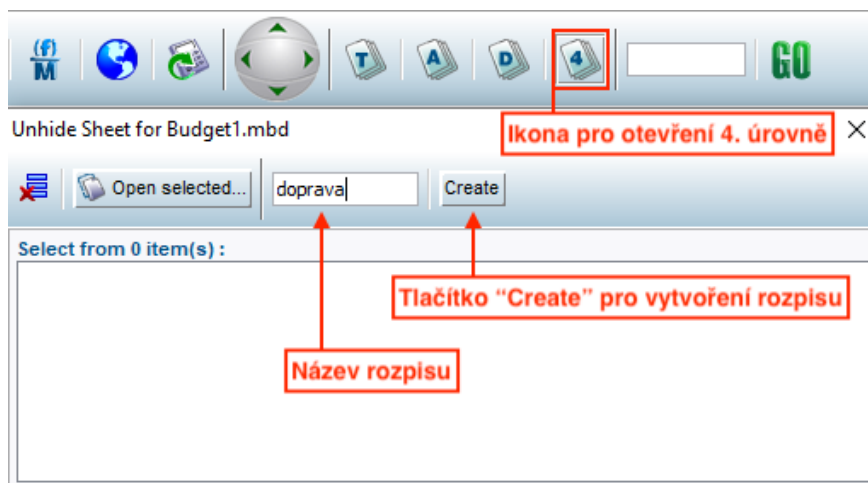 (f)
M
T
A
D
4
GO
Unhide Sheet for Budget1.mbd
Ikona pro otevření 4. úrovně
Open selected...
doprava
Create
Select from 0 item(s) :
Tlačítko “Create” pro vytvoření rozpisu
Název rozpisu